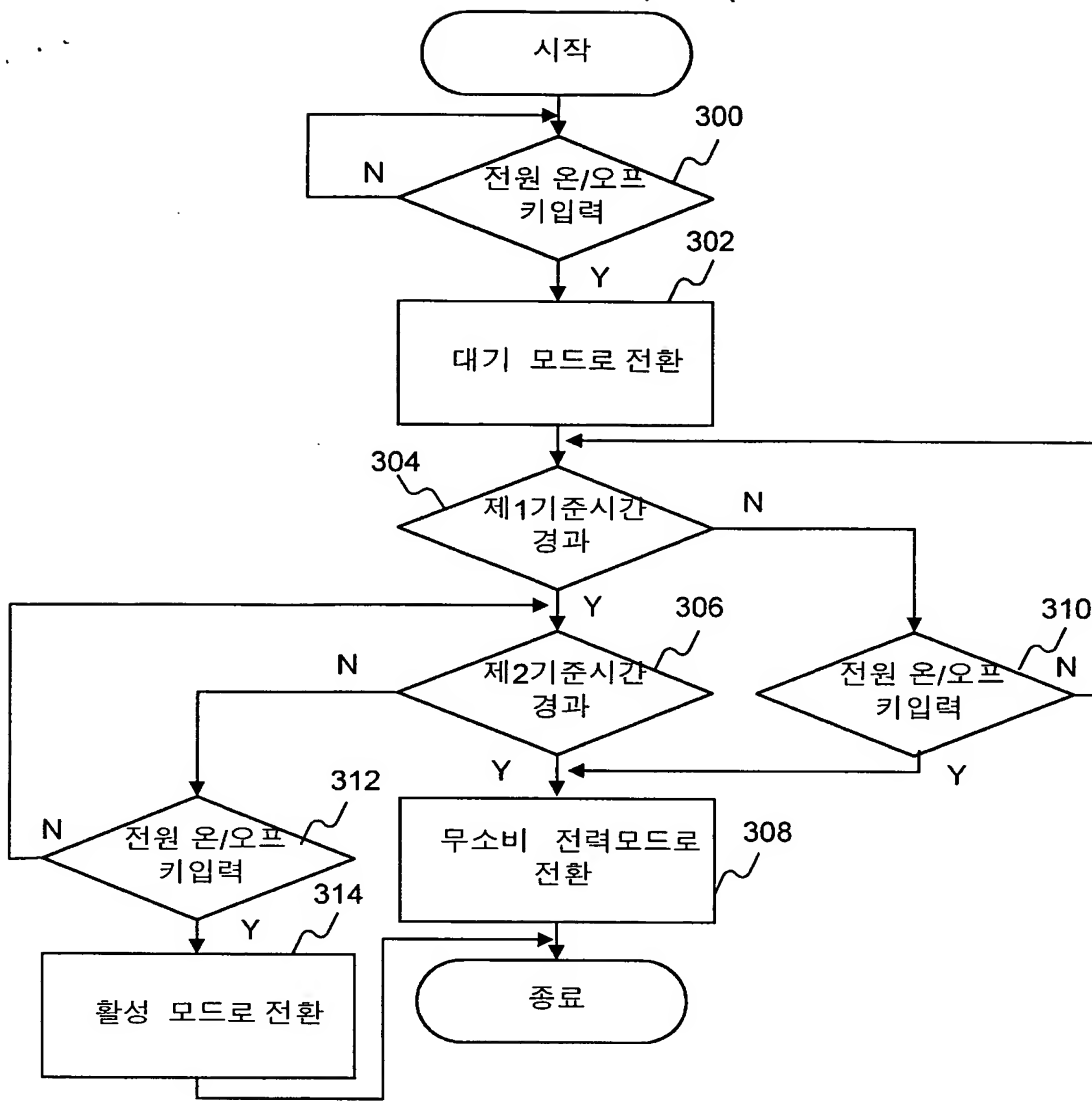 시작
300
N
전원 온/오프
키입력
302
Y
대기 모드로 전환
304
제1기준시간
경과
N
Y
306
310
N
제2기준시간
경과
전원 온/오프
키입력
N
Y
Y
312
N
전원 온/오프
키입력
무소비 전력모드로
전환
308
314
Y
활성 모드로 전환
종료